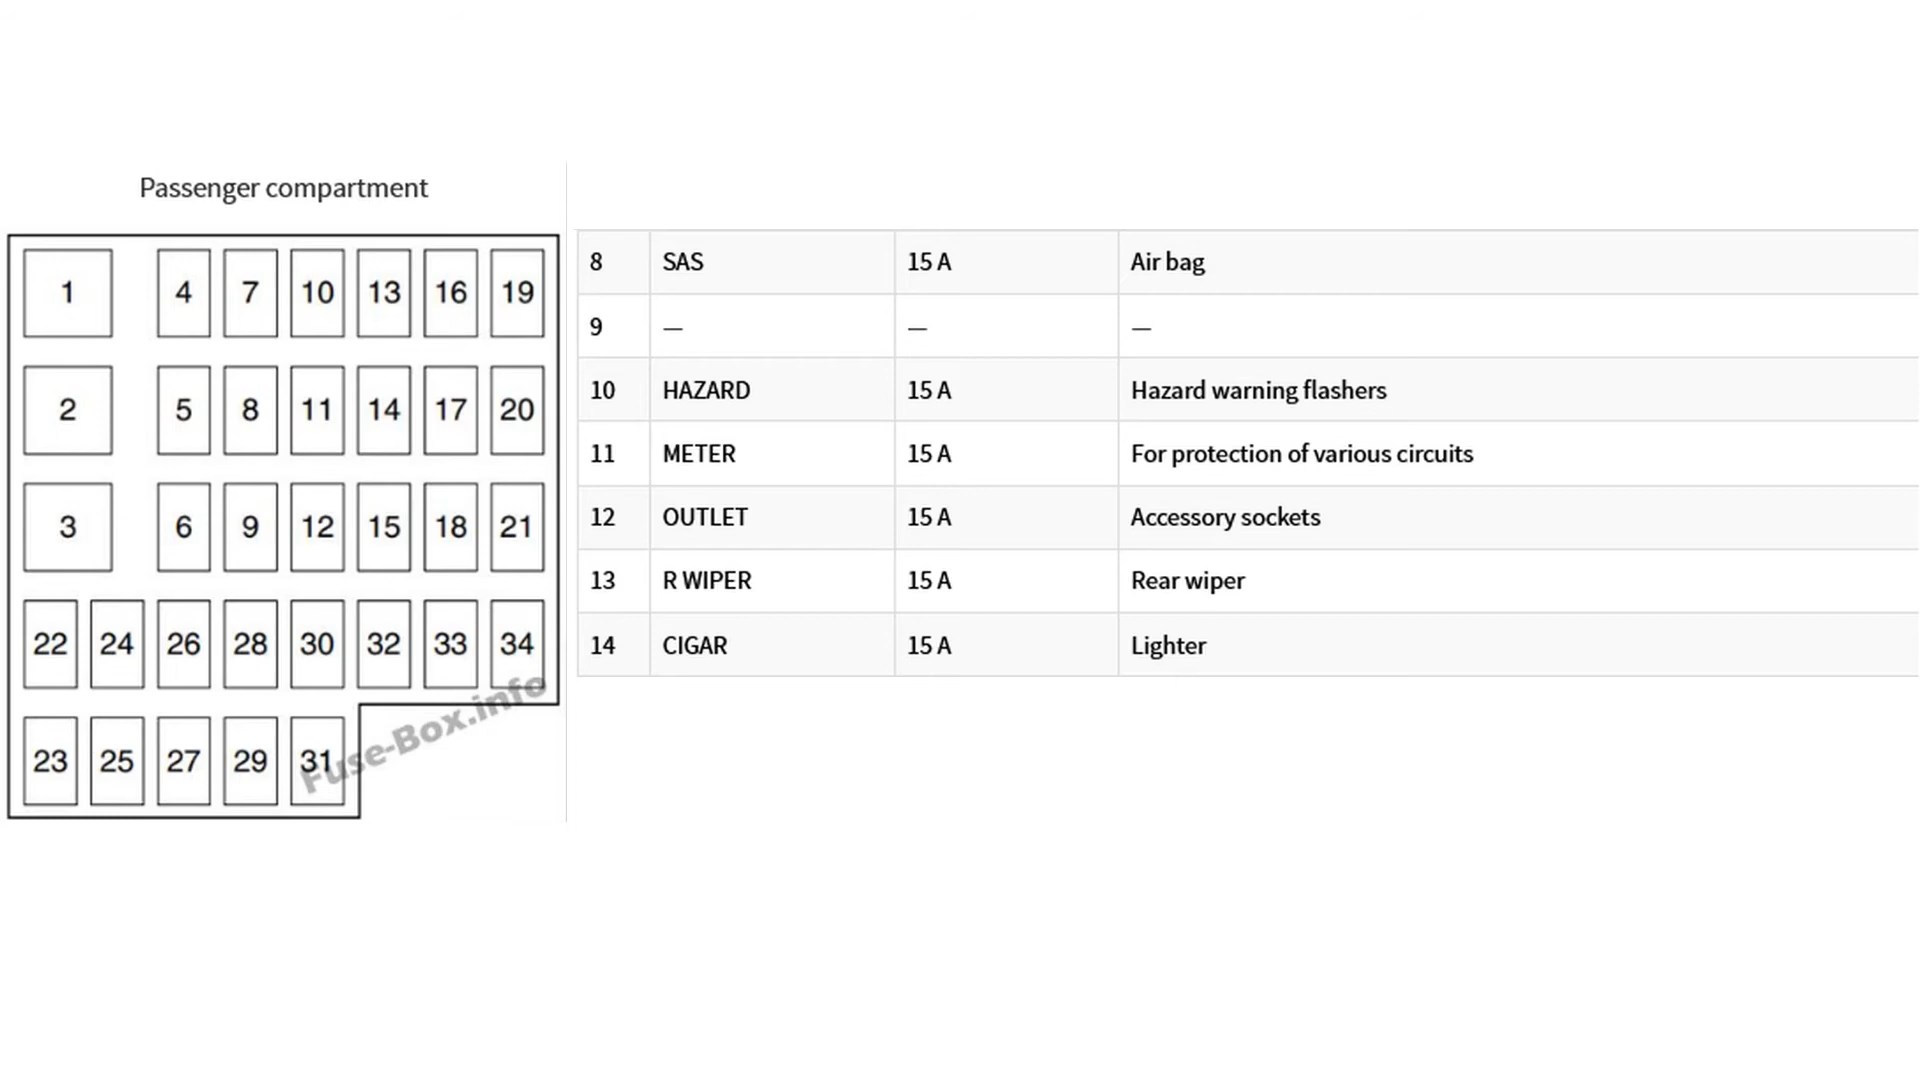 Passenger compartment
1 4 7 10 13 16 19
2 5 8 11 14 17 20
3 6 9 12 15 18 21
22 24 26 28 30 32 33 34
23 25 27 29 31
Fuse-Box.info
8 SAS 15 A Air bag
9 — — —
10 HAZARD 15 A Hazard warning flashers
11 METER 15 A For protection of various circuits
12 OUTLET 15 A Accessory sockets
13 R WIPER 15 A Rear wiper
14 CIGAR 15 A Lighter